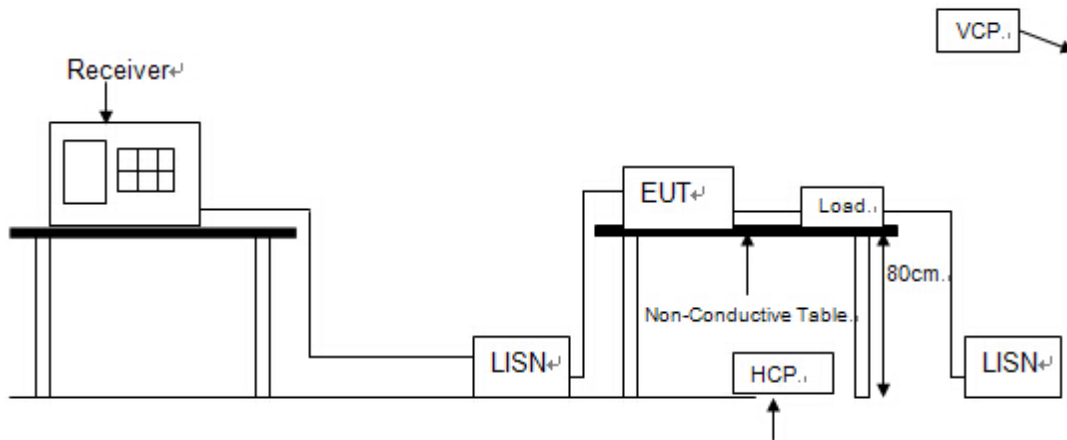 VCP.
Receiver
EUT
Load.
80cm.
Non-Conductive Table.
LISN
HCP.
LISN